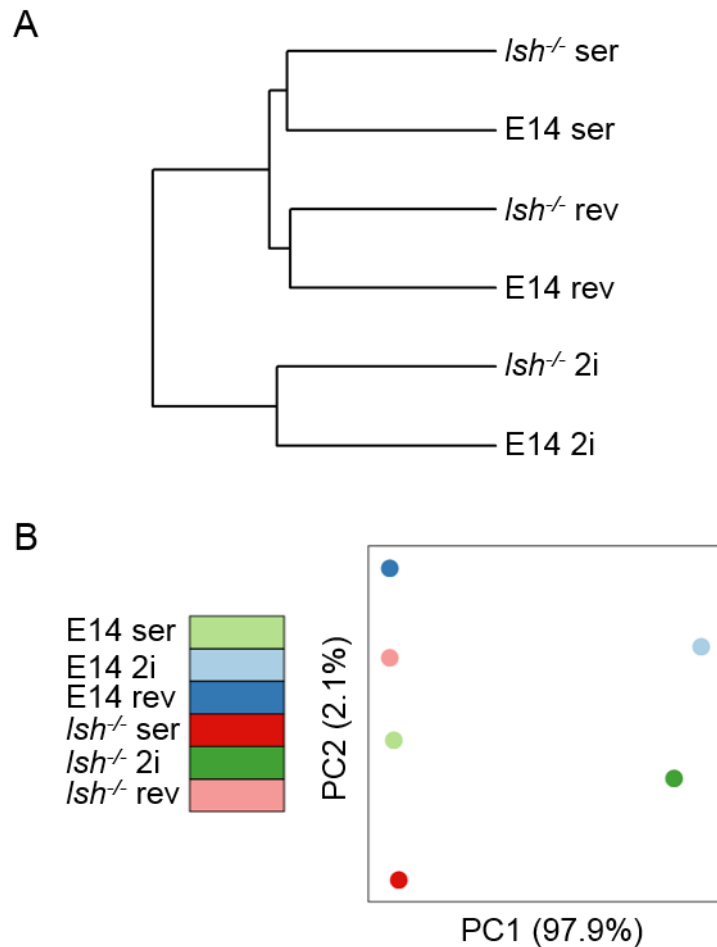 A
lsh-/- ser
E14 ser
lsh-/- rev
E14 rev
lsh-/- 2i
E14 2i
B
E14 ser
E14 2i
E14 rev
lsh-/- ser
lsh-/- 2i
lsh-/- rev
PC2 (2.1%)
PC1 (97.9%)